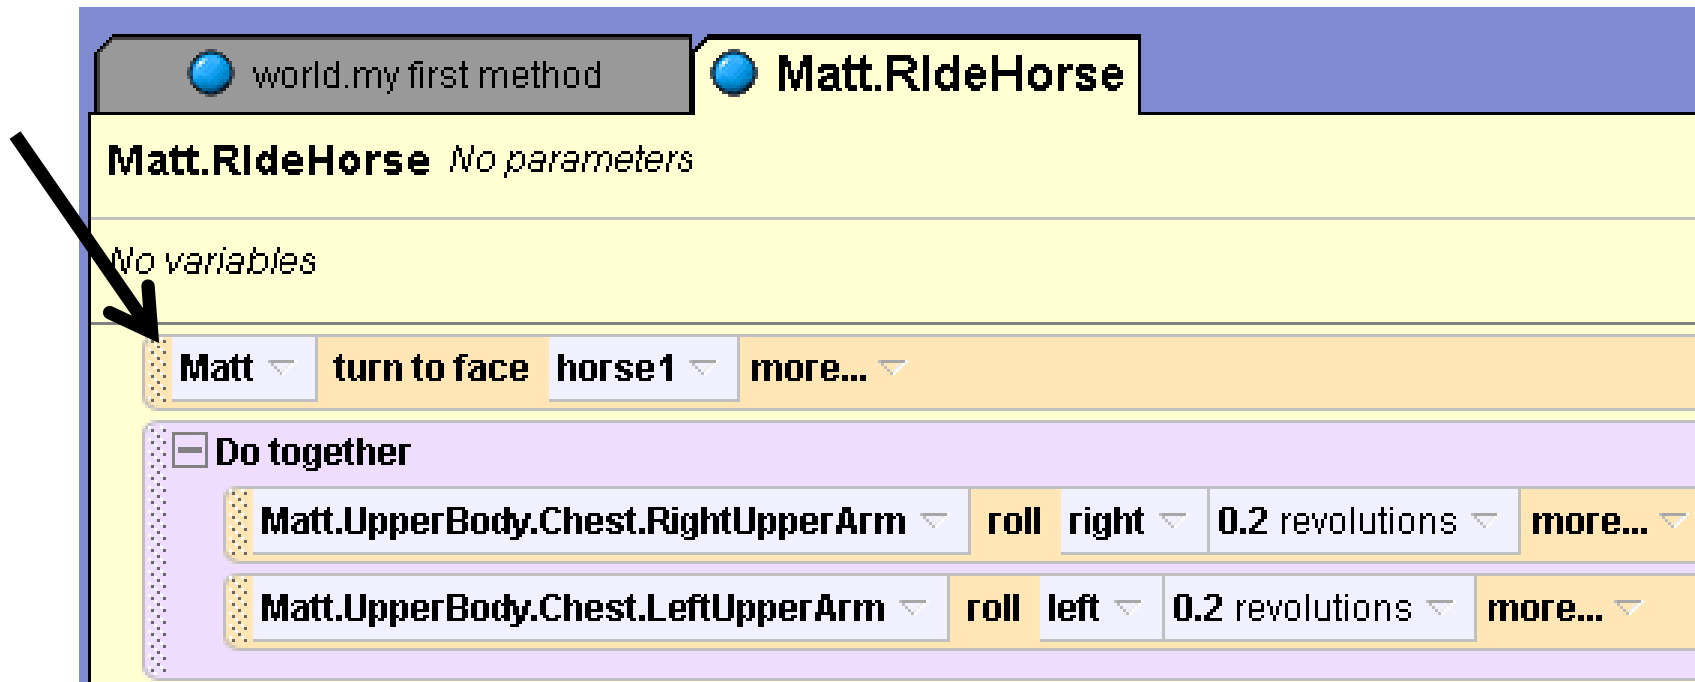 world.my first method Matt.RIdeHorse
Matt.RIdeHorse No parameters
No variables
Matt turn to face horse1 more...
Do together
Matt.UpperBody.Chest.RightUpperArm roll right 0.2 revolutions more...
Matt.UpperBody.Chest.LeftUpperArm roll left 0.2 revolutions more...